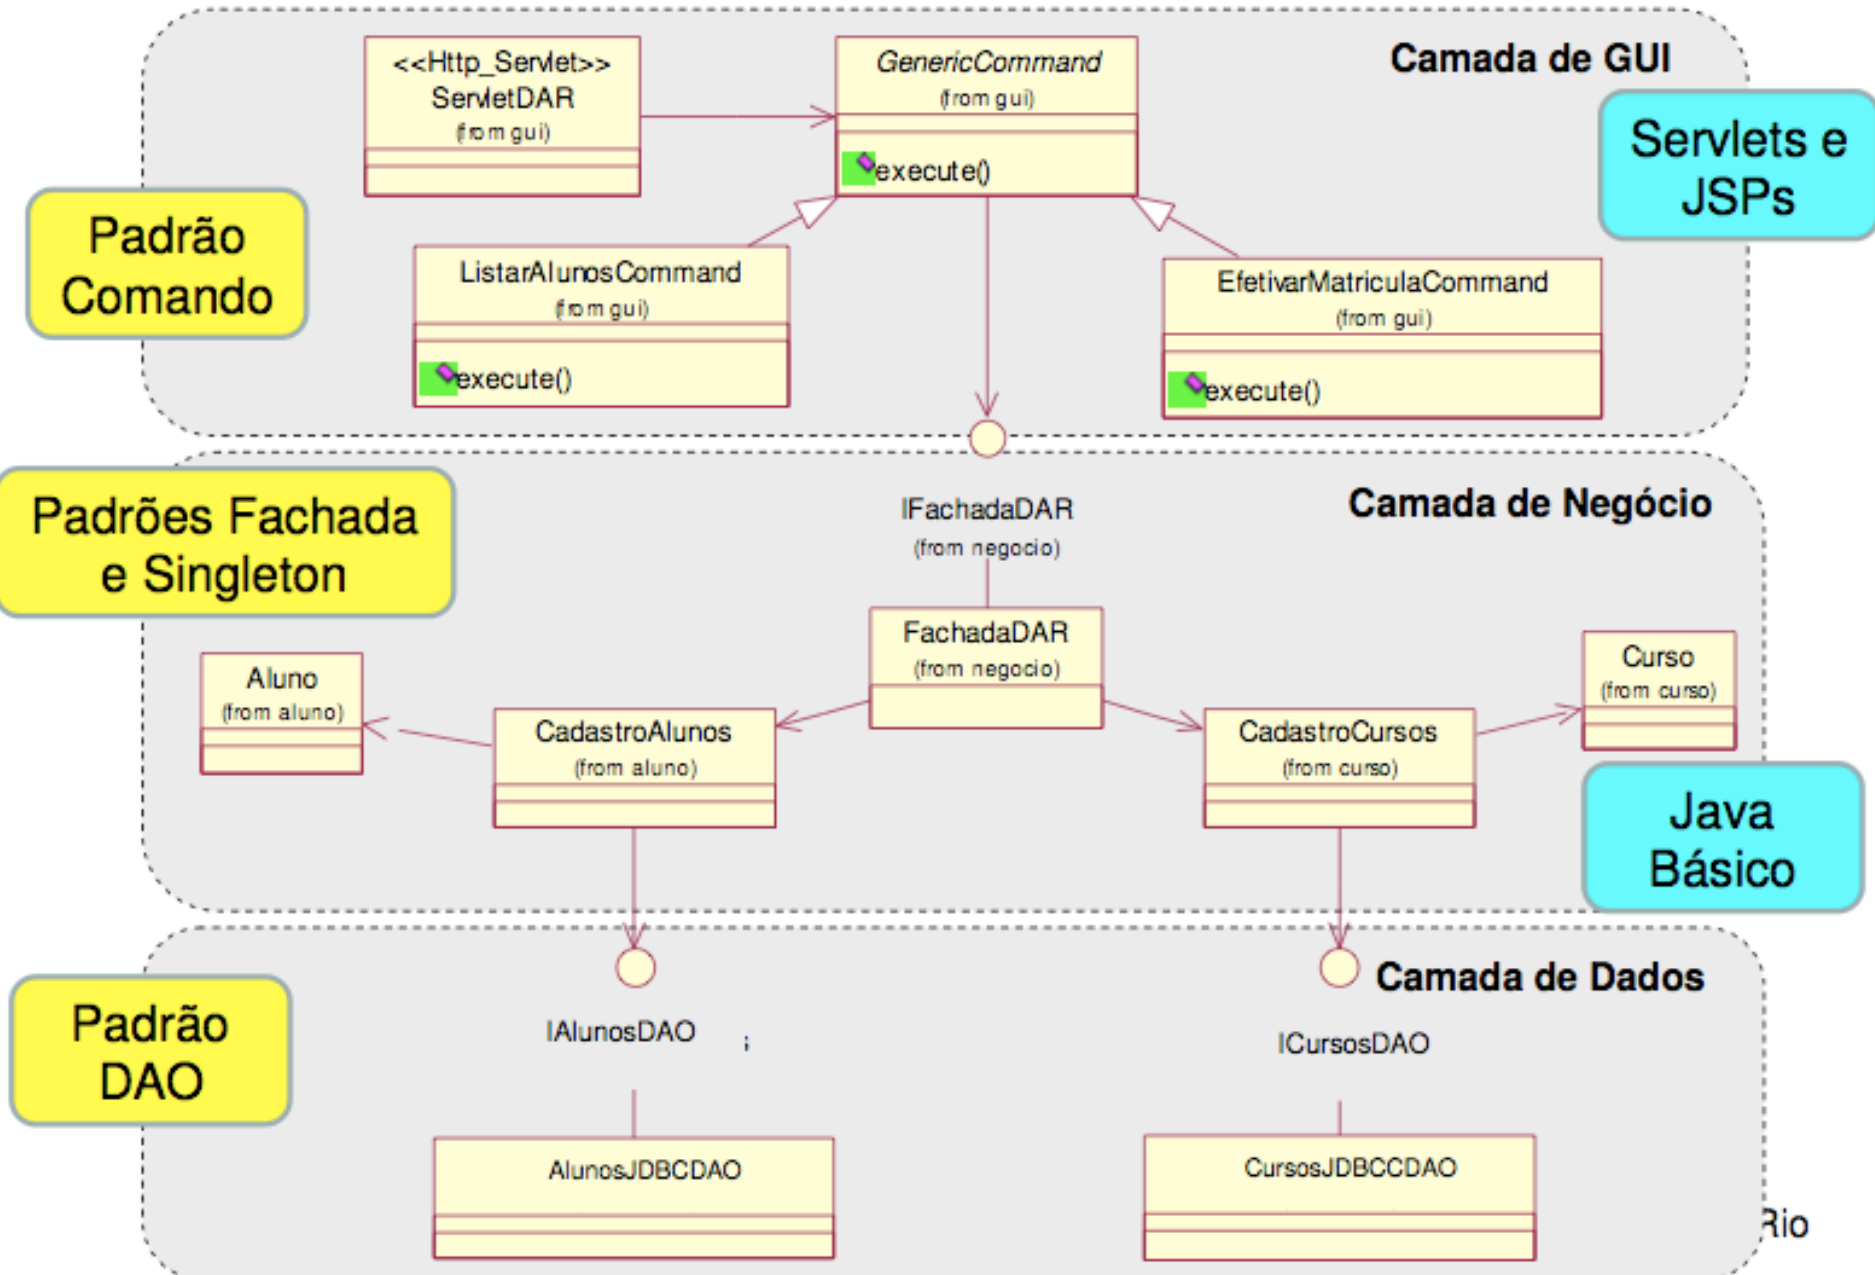 Camada de GUI
<<Http_Servlet>>
ServletDAR
(from gui)
GenericCommand
(from gui)
execute()
Servlets e
JSPs
Padrão
Comando
ListarAlunosCommand
(from gui)
execute()
EfetivarMatriculaCommand
(from gui)
execute()
Padrões Fachada
e Singleton
IFachadaDAR
(from negocio)
Camada de Negócio
FachadaDAR
(from negocio)
Aluno
(from aluno)
CadastroAlunos
(from aluno)
CadastroCursos
(from curso)
Curso
(from curso)
Java
Básico
Camada de Dados
Padrão
DAO
IAlunosDAO
;
ICursosDAO
AlunosJDBCDAO
CursosJDBCCDAO
Rio